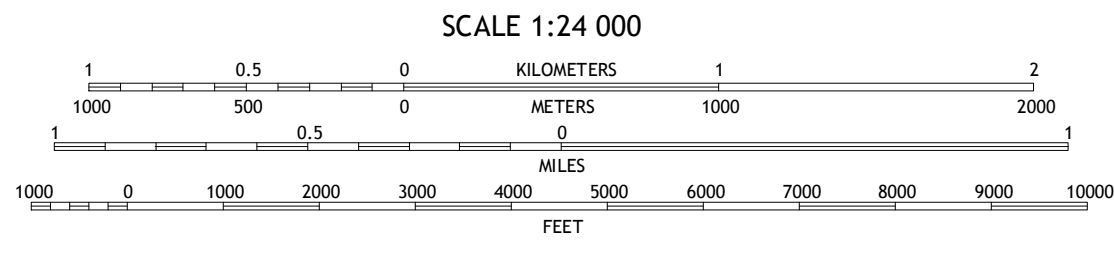 SCALE 1:24 000
1 0.5 0 KILOMETERS 1 2
1000 500 0 METERS 1000 2000
1 0.5 0 1
MILES
1000 0 1000 2000 3000 4000 5000 6000 7000 8000 9000 10000
FEET